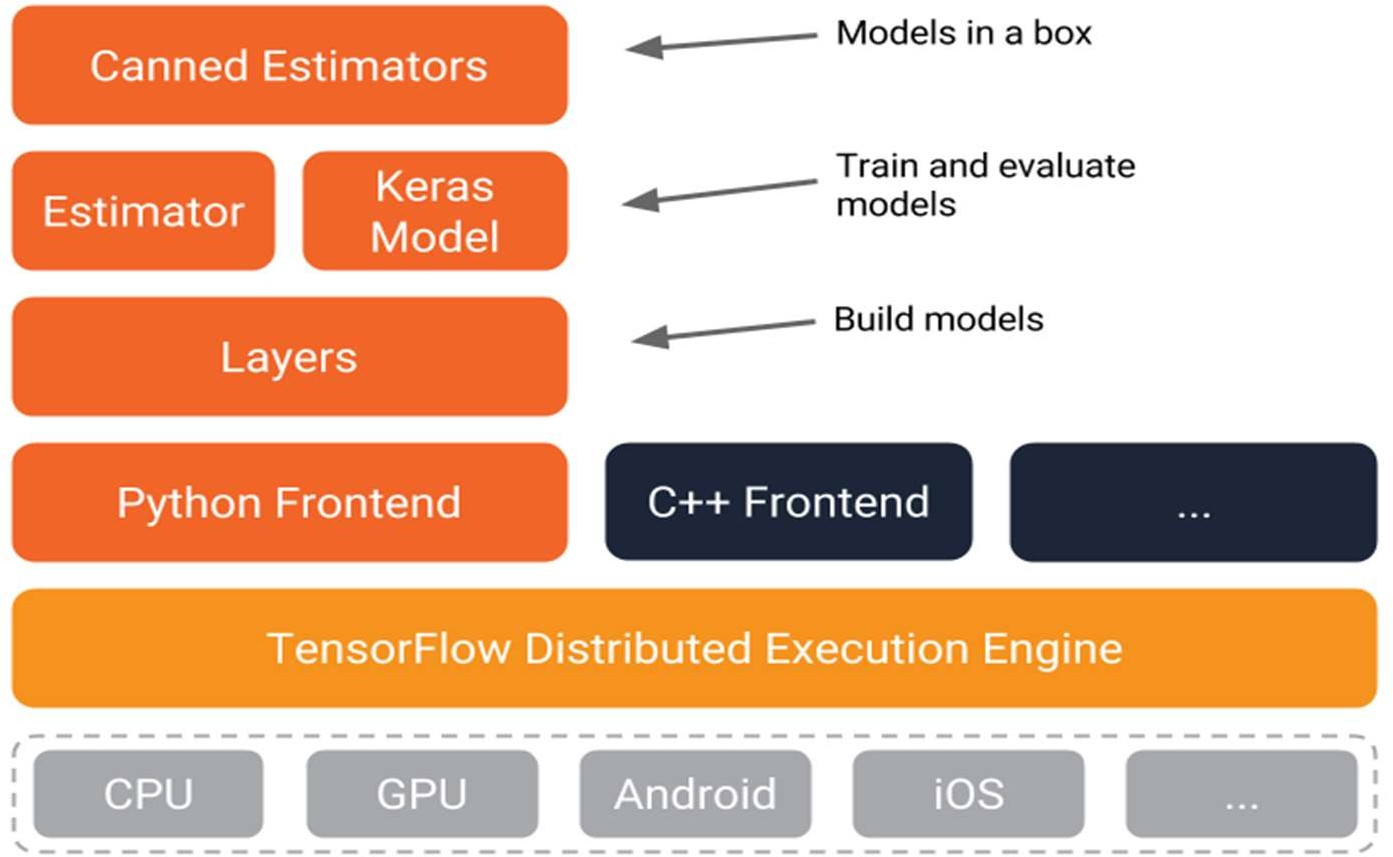 Canned Estimators
Models in a box
Estimator
Keras
Model
Train and evaluate
models
Layers
Build models
Python Frontend
C++ Frontend
...
TensorFlow Distributed Execution Engine
CPU
GPU
Android
iOS
...